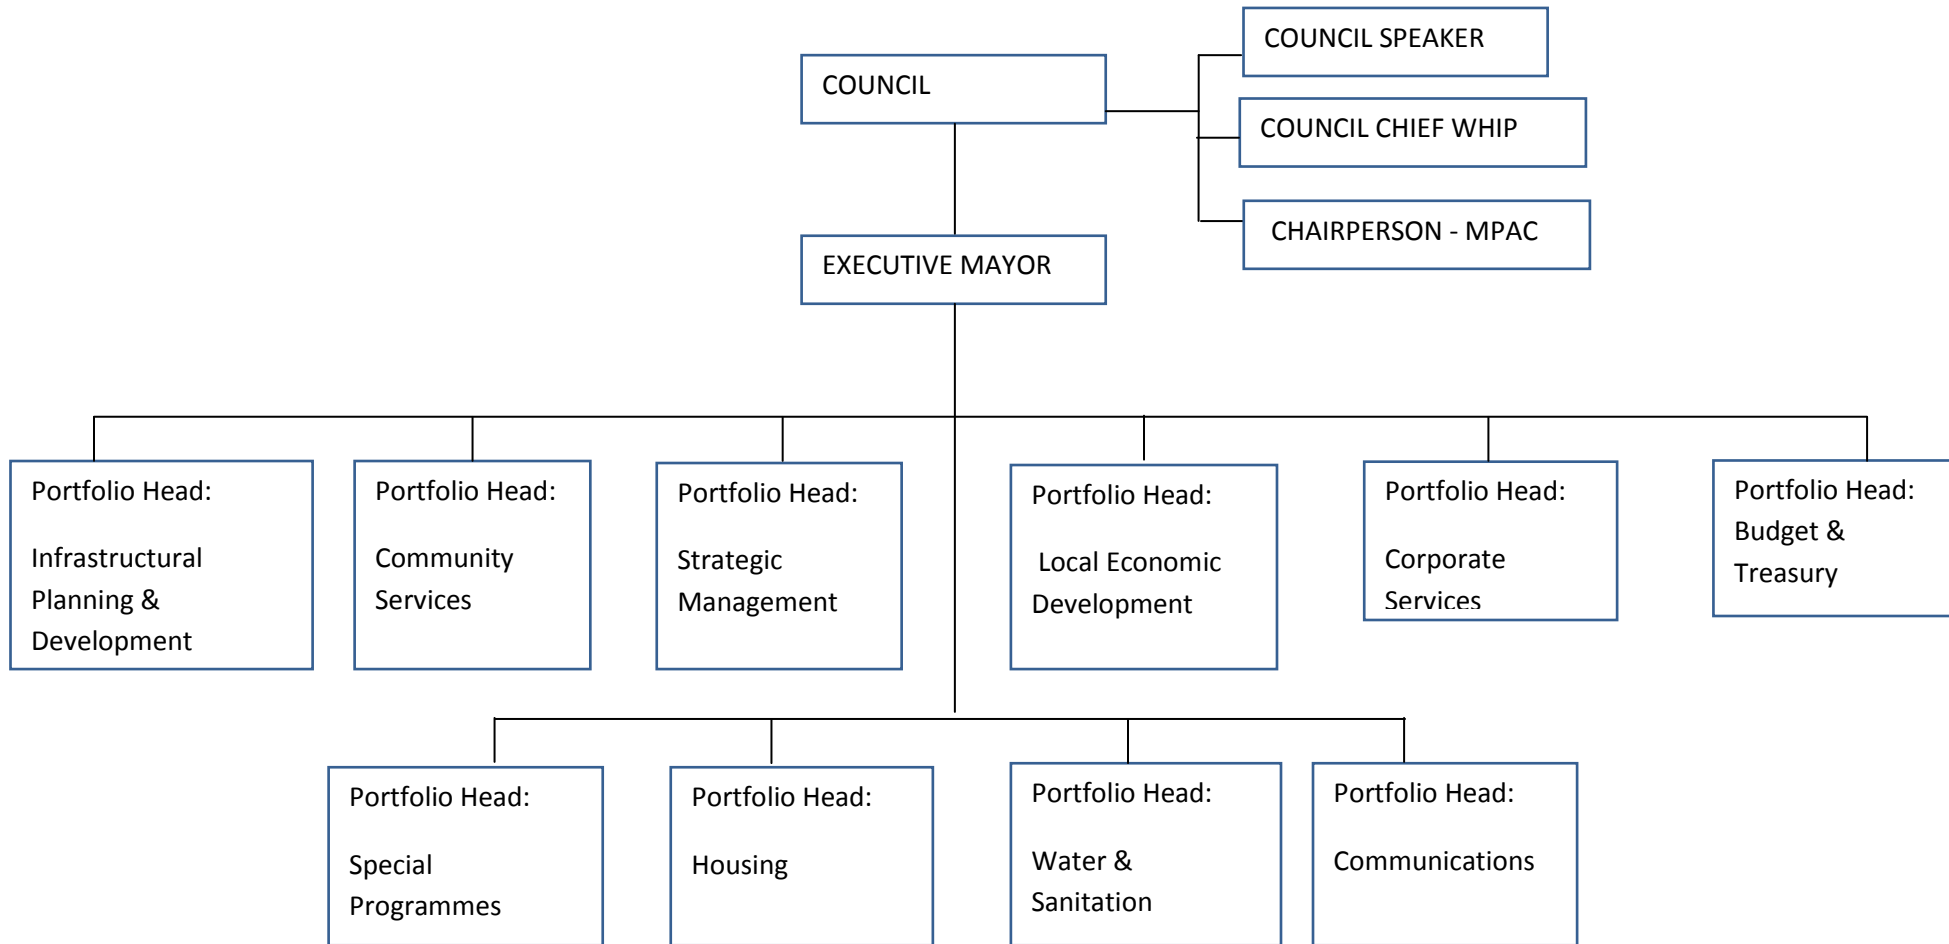 COUNCIL SPEAKER
COUNCIL
COUNCIL CHIEF WHIP
CHAIRPERSON - MPAC
EXECUTIVE MAYOR
Portfolio Head:
Infrastructural
Planning &
Development
Portfolio Head:
Community
Services
Portfolio Head:
Strategic
Management
Portfolio Head:
Local Economic
Development
Portfolio Head:
Corporate
Services
Portfolio Head:
Budget &
Treasury
Portfolio Head:
Special
Programmes
Portfolio Head:
Housing
Portfolio Head:
Water &
Sanitation
Portfolio Head:
Communications